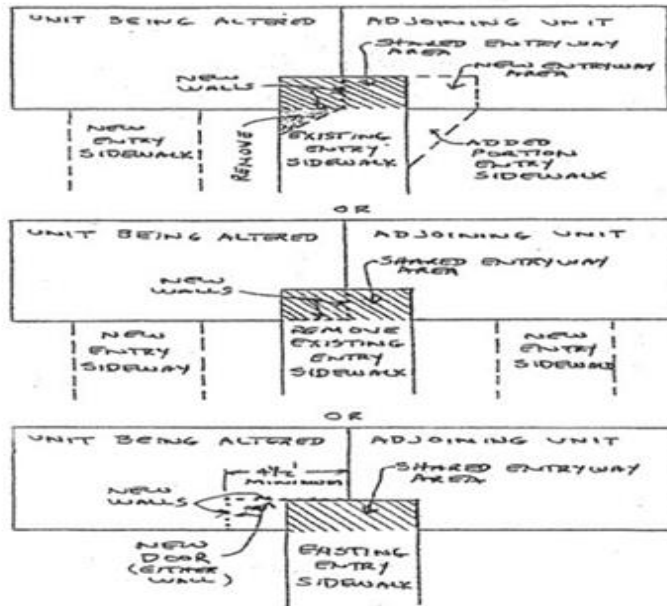 UNIT BEING ALTERED
ADJOINING UNIT
SHARED ENTRYWAY
AREA
NEW
WALLS
NEW ENTRYWAY
AREA
NEW
ENTRY
SIDEWALK
REMOVE
EXISTING
ENTRY
SIDEWALK
ADDED
PORTION
ENTRY
SIDEWALK
OR
UNIT BEING ALTERED
ADJOINING UNIT
SHARED ENTRYWAY
AREA
NEW
WALLS
NEW
ENTRY
SIDEWAY
REMOVE
EXISTING
ENTRY
SIDEWALK
NEW
ENTRY
SIDEWALK
OR
UNIT BEING ALTERED
ADJOINING UNIT
4½'
MINIMUM
SHARED ENTRYWAY
AREA
NEW
WALLS
NEW
DOOR
(EITHER
WALL)
EXISTING
ENTRY
SIDEWALK